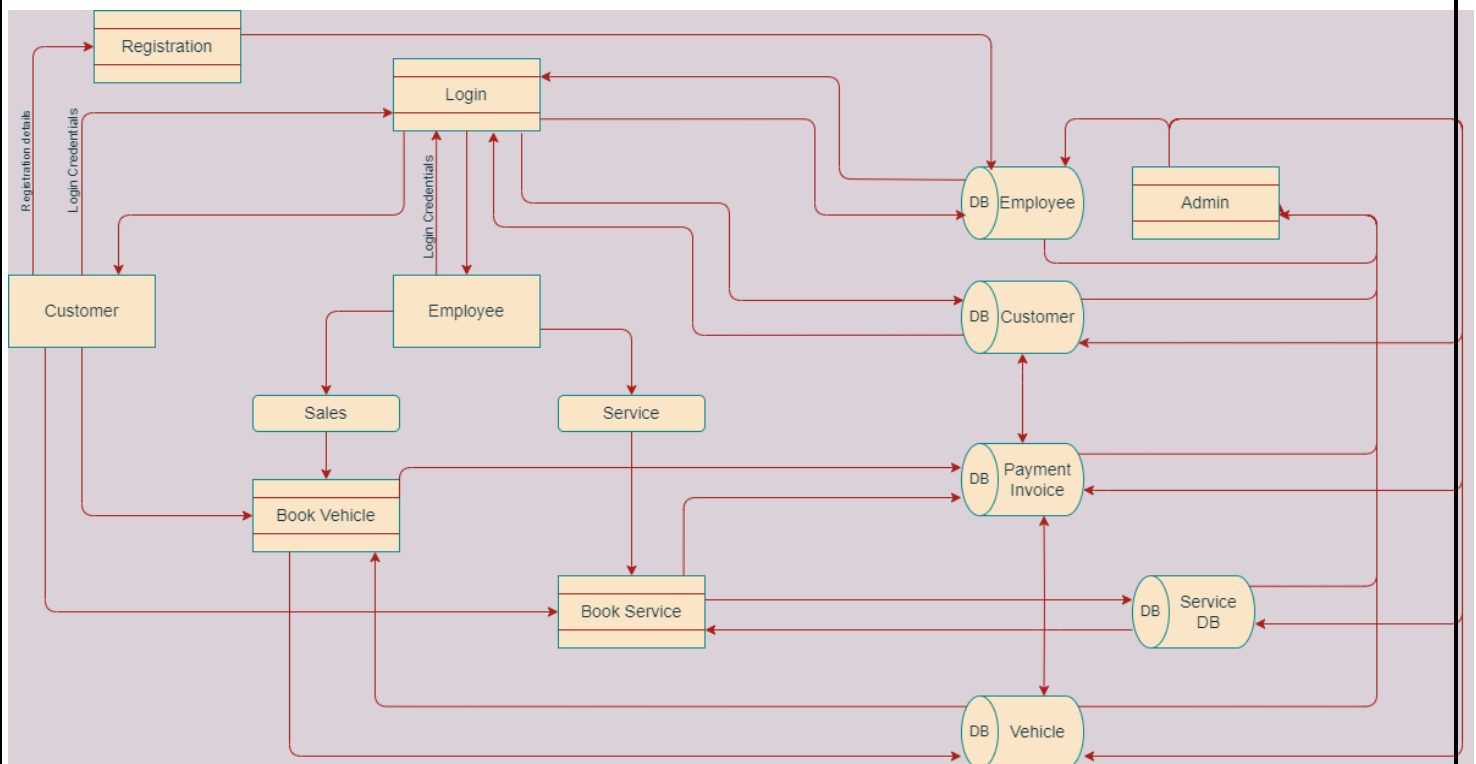 Registration
Login
Registration details
Login Credentials
Login Credentials
DB
Employee
Admin
Customer
Employee
DB
Customer
Sales
Service
DB
Payment
Invoice
Book Vehicle
Book Service
DB
Service
DB
DB
Vehicle